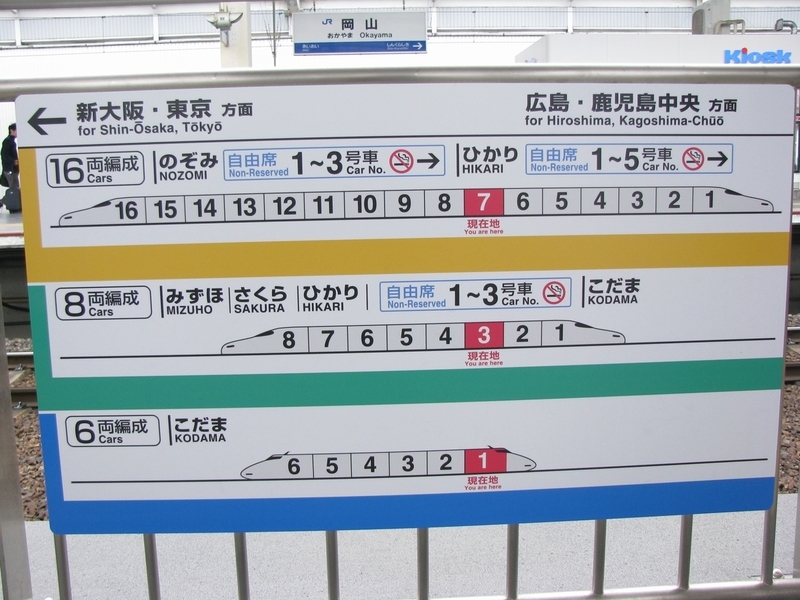 JR 岡山
おかやま Okayama
Kiosk
← 新大阪・東京 方面
for Shin-Ōsaka, Tōkyō
広島・鹿児島中央 方面
for Hiroshima, Kagoshima-Chūō
16両編成 Cars
のぞみ NOZOMI
自由席 Non-Reserved 1~3号車 Car No. →
ひかり HIKARI
自由席 Non-Reserved 1~5号車 Car No. →
16 15 14 13 12 11 10 9 8 7 6 5 4 3 2 1
現在地
You are here
8両編成 Cars
みずほ MIZUHO
さくら SAKURA
ひかり HIKARI
自由席 Non-Reserved 1~3号車 Car No.
こだま KODAMA
8 7 6 5 4 3 2 1
現在地
You are here
6両編成 Cars
こだま KODAMA
6 5 4 3 2 1
現在地
You are here